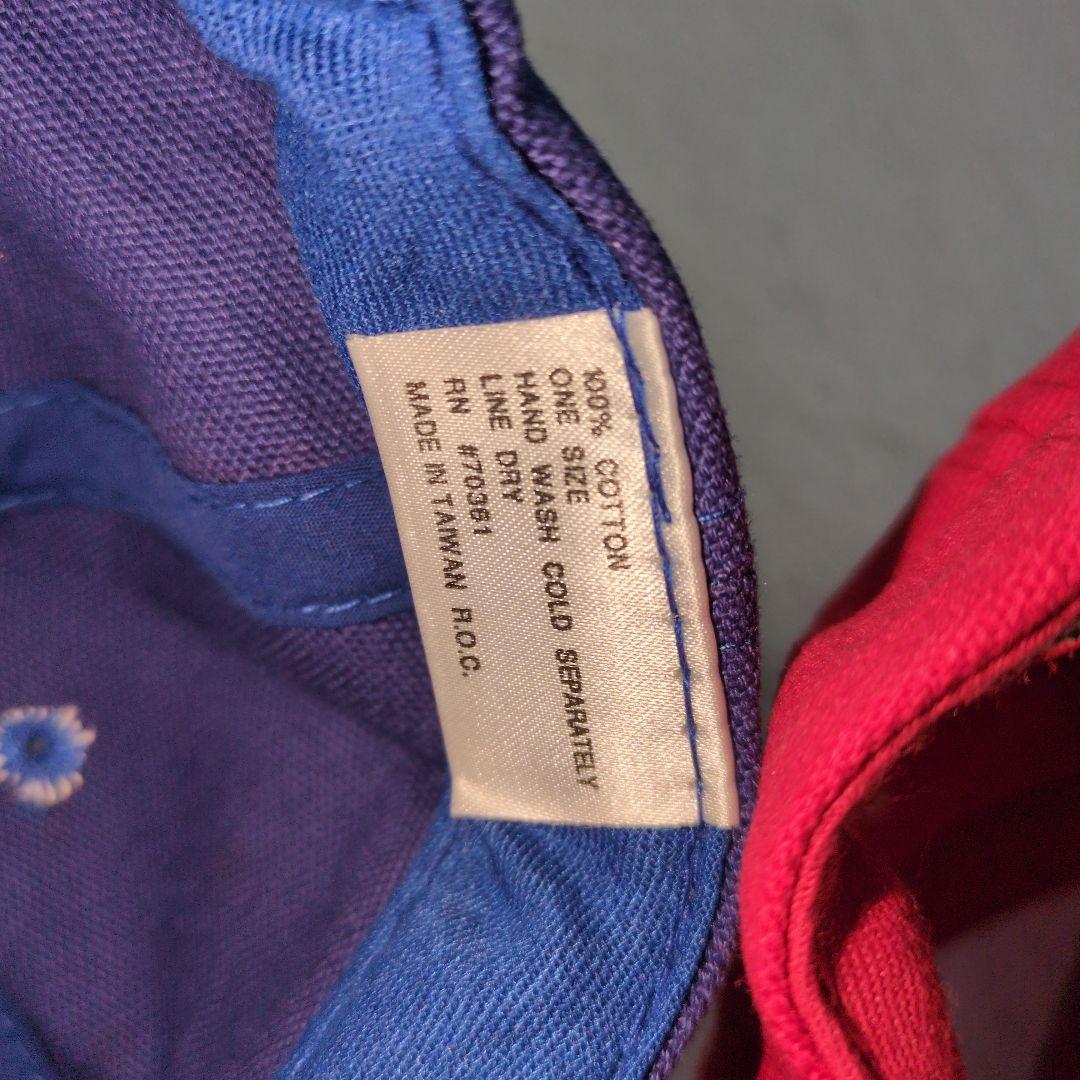 100% COTTON
ONE SIZE
HAND WASH COLD SEPARATELY
LINE DRY
RN #70361
MADE IN TAIWAN R.O.C.